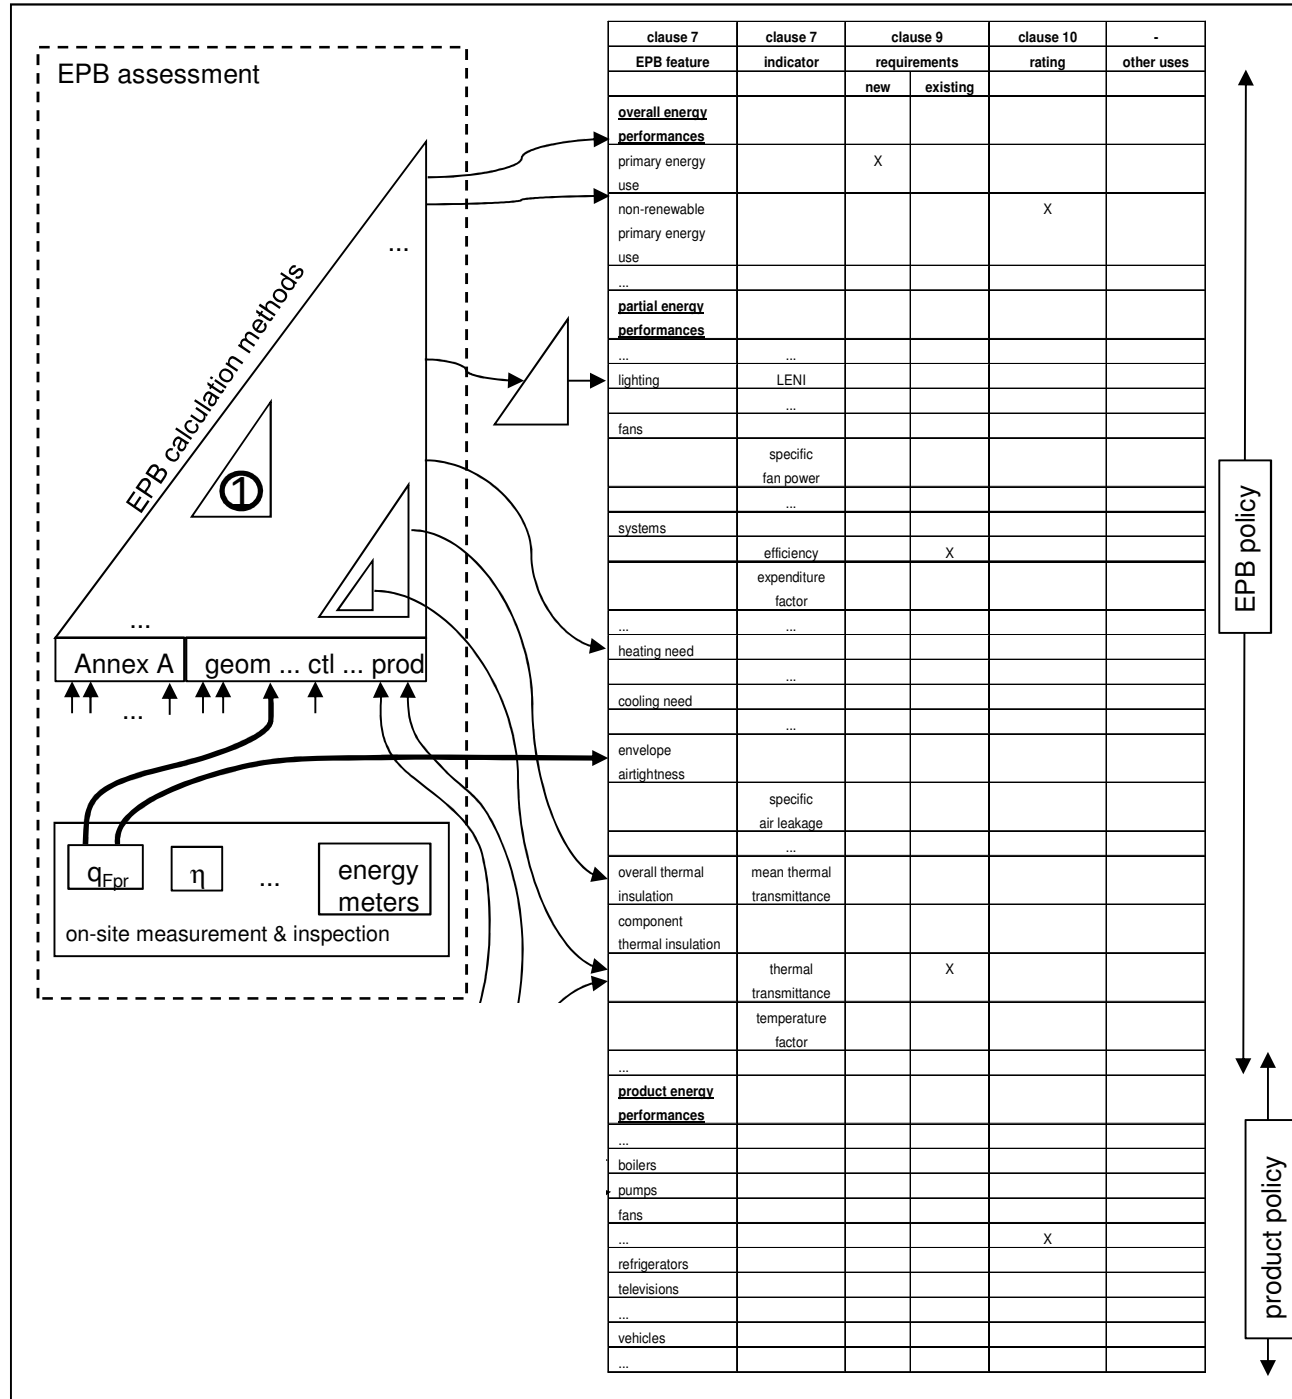 EPB assessment
...
EPB calculation methods
1
...
Annex A
geom ... ctl ... prod
...
qFpr
η
...
energy
meters
on-site measurement & inspection
clause 7 clause 7 clause 9 clause 10 -
EPB feature indicator requirements rating other uses
new existing
overall energy
performances
primary energy X
use
non-renewable X
primary energy
use
...
partial energy
performances
... ...
lighting LENI
...
fans
specific
fan power
...
systems
efficiency X
expenditure
factor
... ...
heating need
...
cooling need
...
envelope
airtightness
specific
air leakage
...
overall thermal mean thermal
insulation transmittance
component
thermal insulation
thermal X
transmittance
temperature
factor
...
product energy
performances
...
boilers
pumps
fans
... X
refrigerators
televisions
...
vehicles
...
EPB policy
product policy